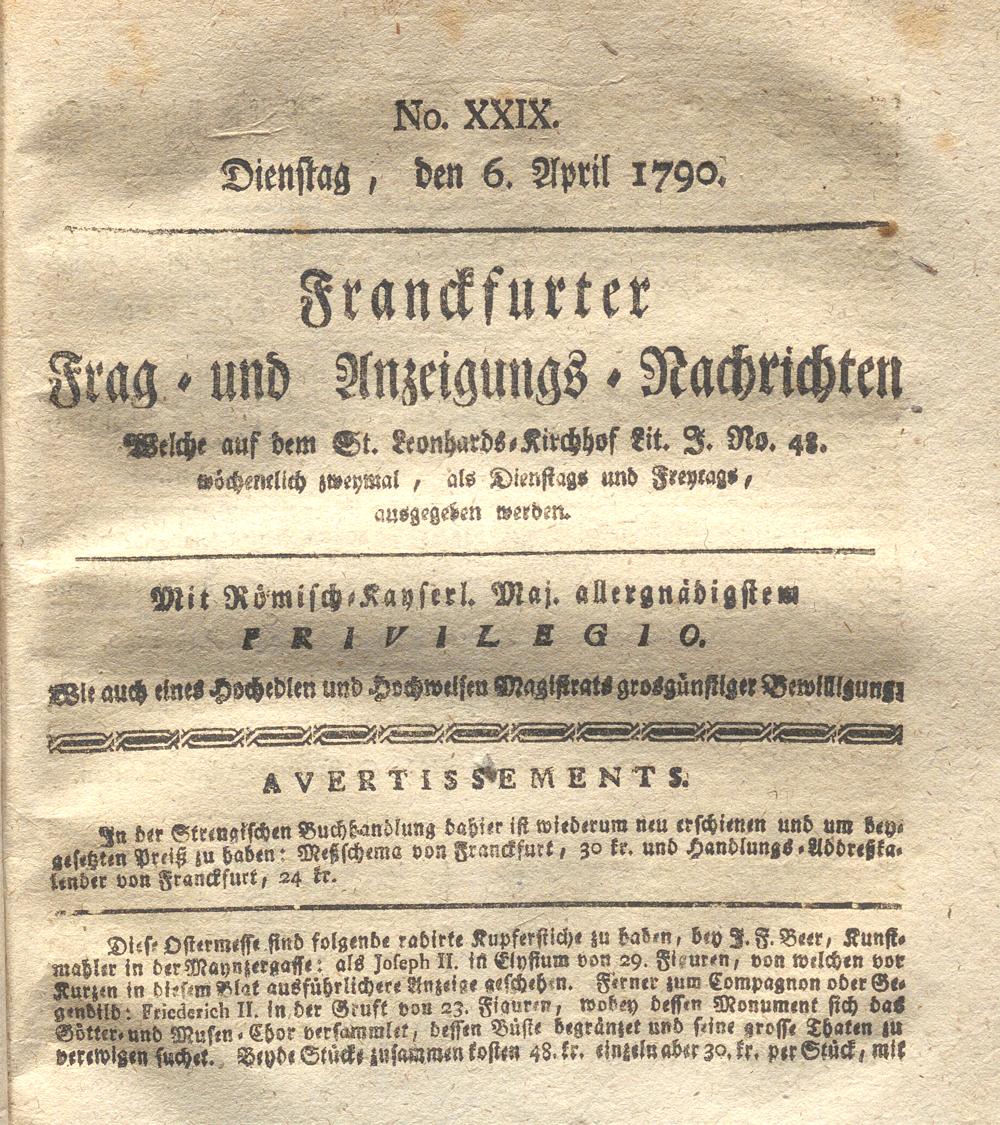 No. XXIX.
Dienstag, den 6. April 1790.
Franckfurter
Frag- und Anzeigungs-Nachrichten
Welche auf dem St. Leonhards-Kirchhof Lit. J. No. 48.
wöchentlich zweymal, als Dienstags und Freytags,
ausgegeben werden.
Mit Römisch-Kayserl. Maj. allergnädigstem
PRIVILEGIO.
Wie auch eines Hochedlen und Hochweisen Magistrats grosgünstiger Bewilligung:
AVERTISSEMENTS.
In der Strengischen Buchhandlung dahier ist wiederum neu erschienen und um bey-
gesetzten Preiß zu haben: Meßschema von Franckfurt, 30 kr. und Handlungs-Addreßka-
lender von Franckfurt, 24 kr.
Diese Ostermesse sind folgende radirte Kupferstiche zu haben, bey J. F. Beer, Kunst-
mahler in der Maynzergasse: als Joseph II. in Elysium von 29. Figuren, von welchen vor
Kurzen in diesem Blat ausführlichere Anzeige geschehen. Ferner zum Compagnon oder Ge-
gendild: Friederich II. in der Gruft von 23. Figuren, wobey dessen Monument sich das
Götter- und Musen-Chor versammlet, dessen Büste begränzet und seine grosse Thaten zu
verewigen suchet. Beyde Stücke zusammen kosten 48. kr. einzeln aber 30. kr. per Stück, mit